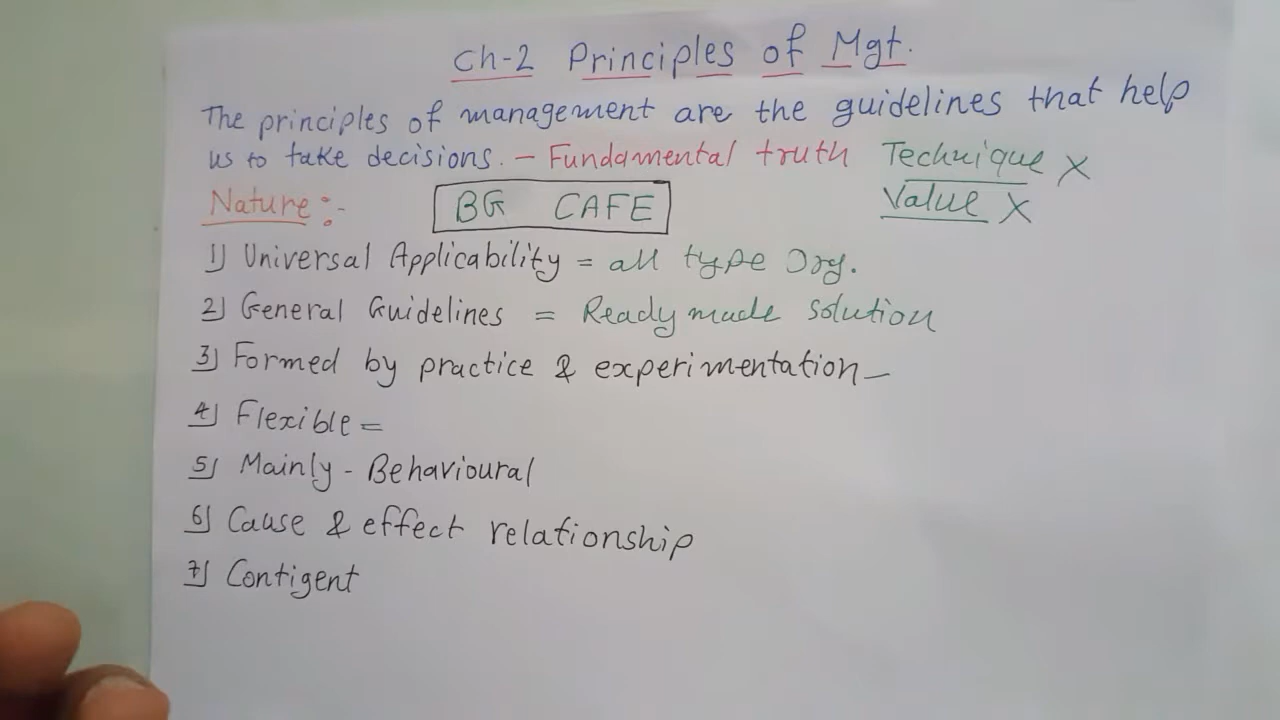 Ch-2 Principles of Mgt.
The principles of management are the guidelines that help
us to take decisions. - Fundamental truth Technique X
Nature:- BG CAFE Value X
1) Universal Applicability = all type Org.
2) General Guidelines = Ready made solution
3) Formed by practice & experimentation-
4) Flexible =
5) Mainly - Behavioural
6) Cause & effect relationship
7) Contigent